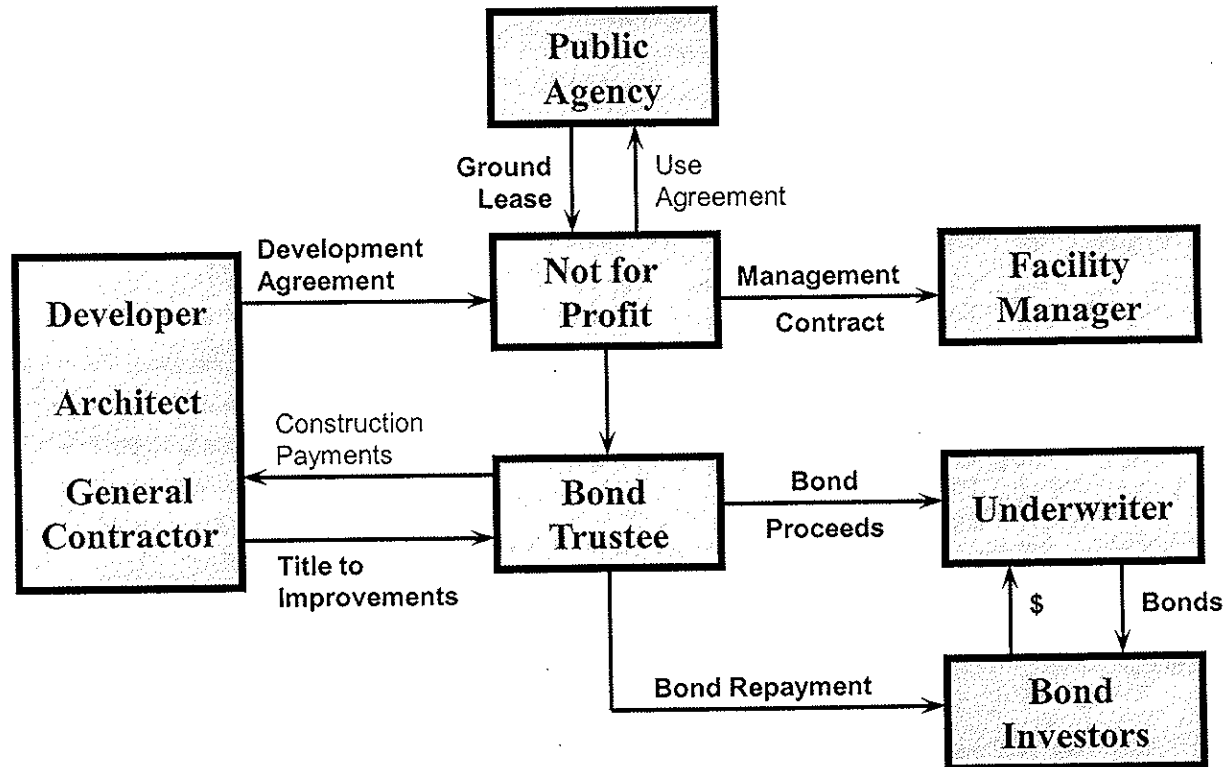 Public
Agency
Ground
Lease
Use
Agreement
Development
Agreement
Not for
Profit
Management
Contract
Facility
Manager
Developer
Architect
General
Contractor
Construction
Payments
Title to
Improvements
Bond
Trustee
Bond
Proceeds
Underwriter
$
Bonds
Bond Repayment
Bond
Investors